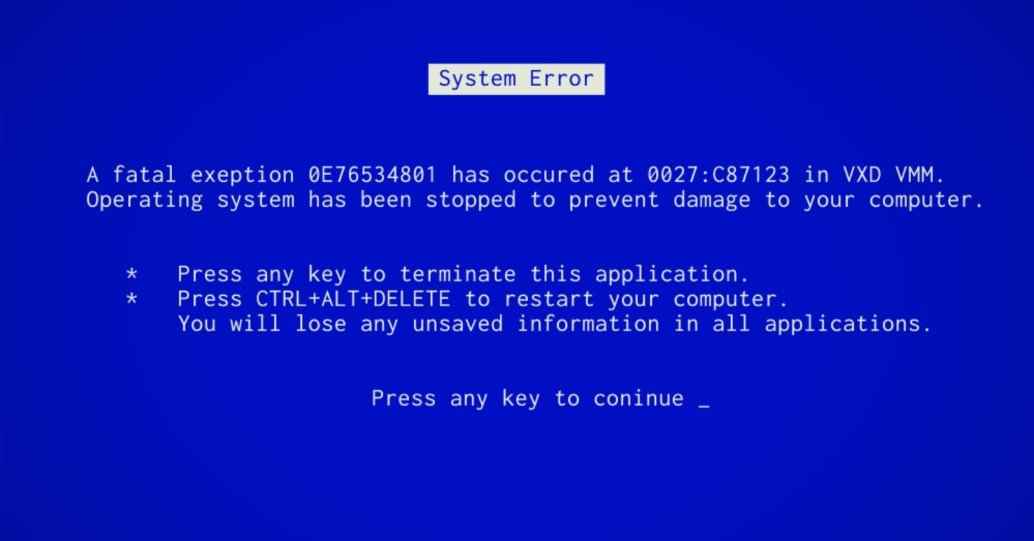 System Error
A fatal exeption 0E76534801 has occured at 0027:C87123 in VXD VMM.
Operating system has been stopped to prevent damage to your computer.
* Press any key to terminate this application.
* Press CTRL+ALT+DELETE to restart your computer.
You will lose any unsaved information in all applications.
Press any key to coninue _